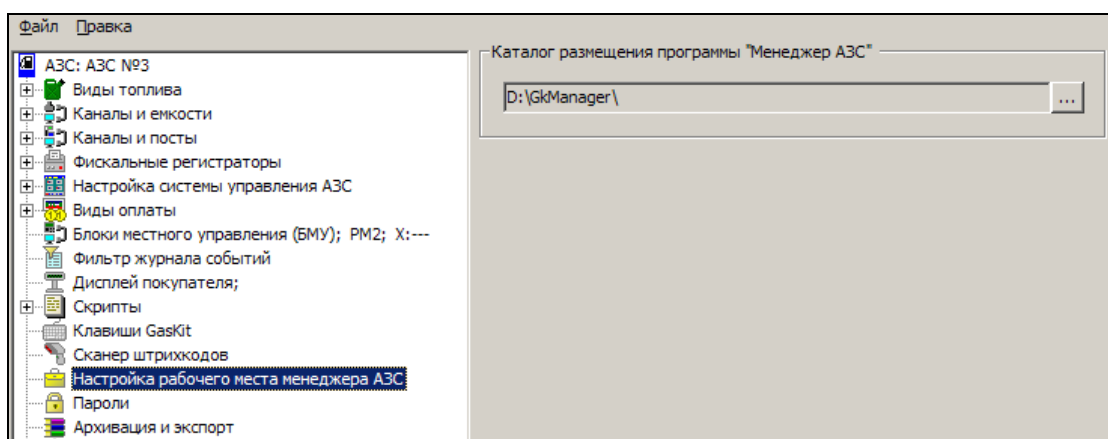 Файл Правка
АЗС: АЗС №3
Виды топлива
Каналы и емкости
Каналы и посты
Фискальные регистраторы
Настройка системы управления АЗС
Виды оплаты
Блоки местного управления (БМУ); РМ2; X:---
Фильтр журнала событий
Дисплей покупателя;
Скрипты
Клавиши GasKit
Сканер штрихкодов
Настройка рабочего места менеджера АЗС
Пароли
Архивация и экспорт
Каталог размещения программы "Менеджер АЗС"
D:\GkManager\
...